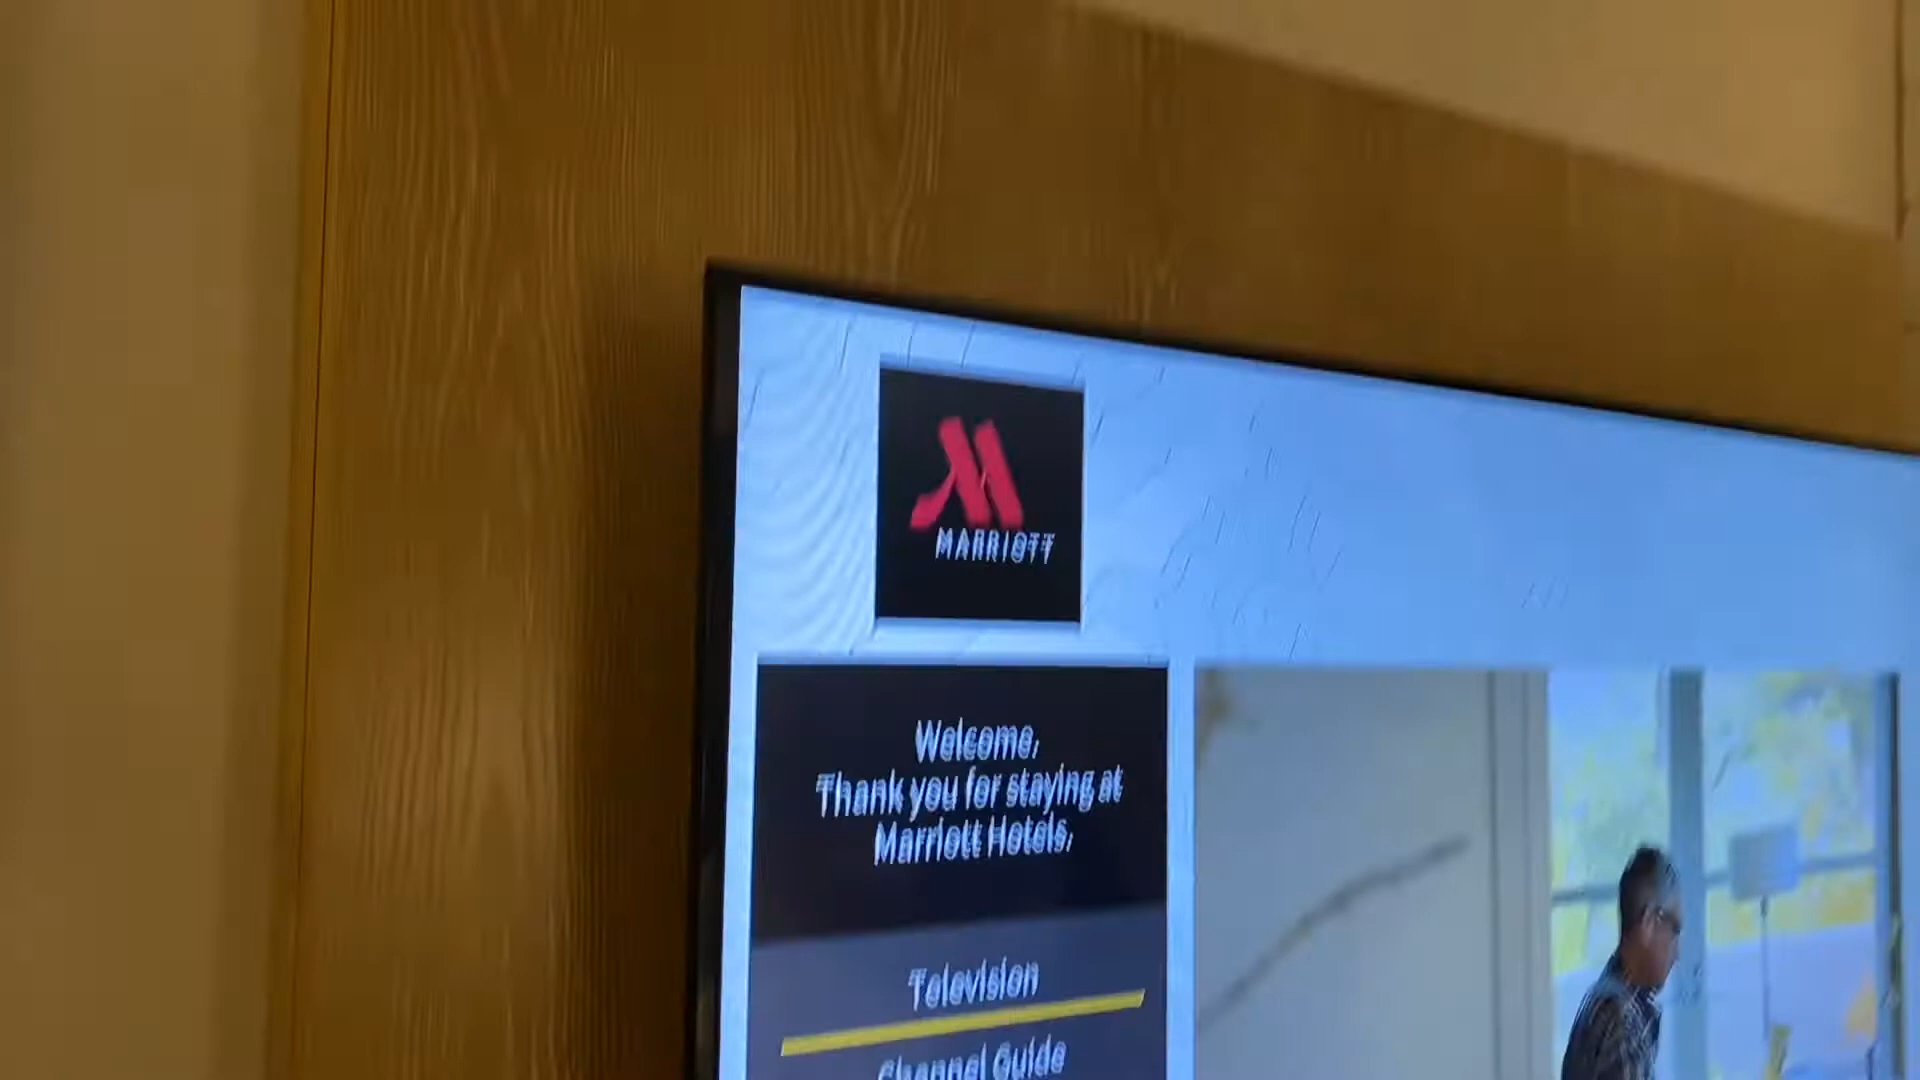 MARRIOTT
Welcome,
Thank you for staying at
Marriott Hotels.
Television
Channel Guide